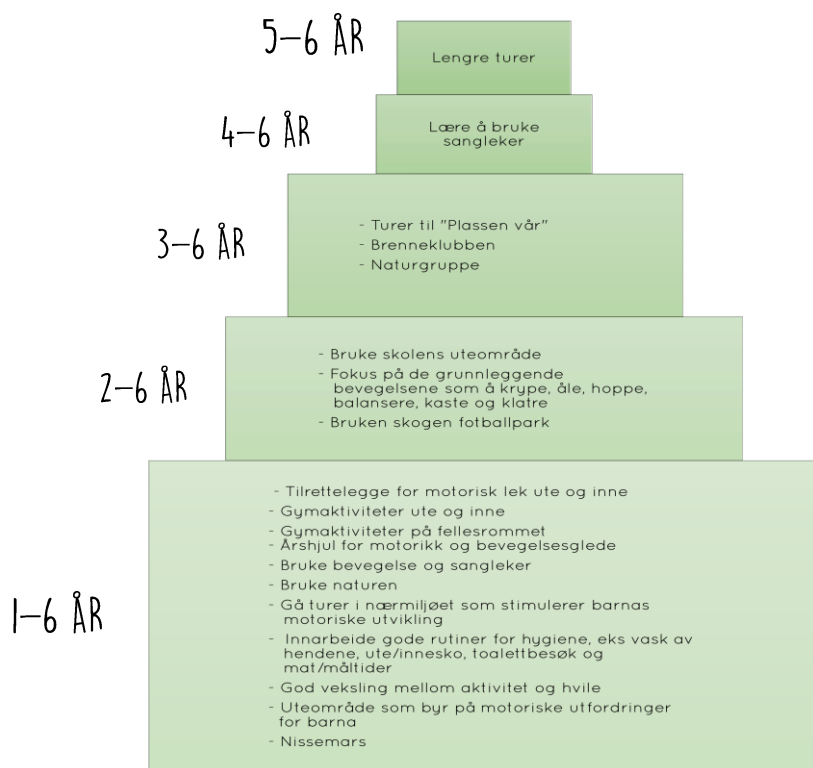 5-6 ÅR
Lengre turer
4-6 ÅR
Lære å bruke
sangleker
3-6 ÅR
- Turer til "Plassen vår"
- Brenneklubben
- Naturgruppe
2-6 ÅR
- Bruke skolens uteområde
- Fokus på de grunnleggende
bevegelsene som å krype, åle, hoppe,
balansere, kaste og klatre
- Bruken skogen fotballpark
1-6 ÅR
- Tilrettelegge for motorisk lek ute og inne
- Gymaktiviteter ute og inne
- Gymaktiviteter på fellesrommet
- Årshjul for motorikk og bevegelsesglede
- Bruke bevegelse og sangleker
- Bruke naturen
- Gå turer i nærmiljøet som stimulerer barnas
motoriske utvikling
- Innarbeide gode rutiner for hygiene, eks vask av
hendene, ute/innesko, toalettbesøk og
mat/måltider
- God veksling mellom aktivitet og hvile
- Uteområde som byr på motoriske utfordringer
for barna
- Nissemars